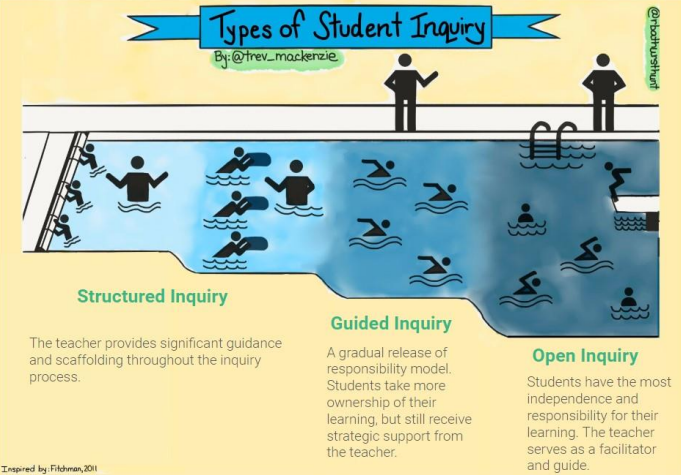 Types of Student Inquiry
By: @trev_mackenzie
@rbathursthunt
Structured Inquiry
The teacher provides significant guidance
and scaffolding throughout the inquiry
process.
Guided Inquiry
A gradual release of
responsibility model.
Students take more
ownership of their
learning, but still receive
strategic support from
the teacher.
Open Inquiry
Students have the most
independence and
responsibility for their
learning. The teacher
serves as a facilitator
and guide.
Inspired by: Fitchman, 2011